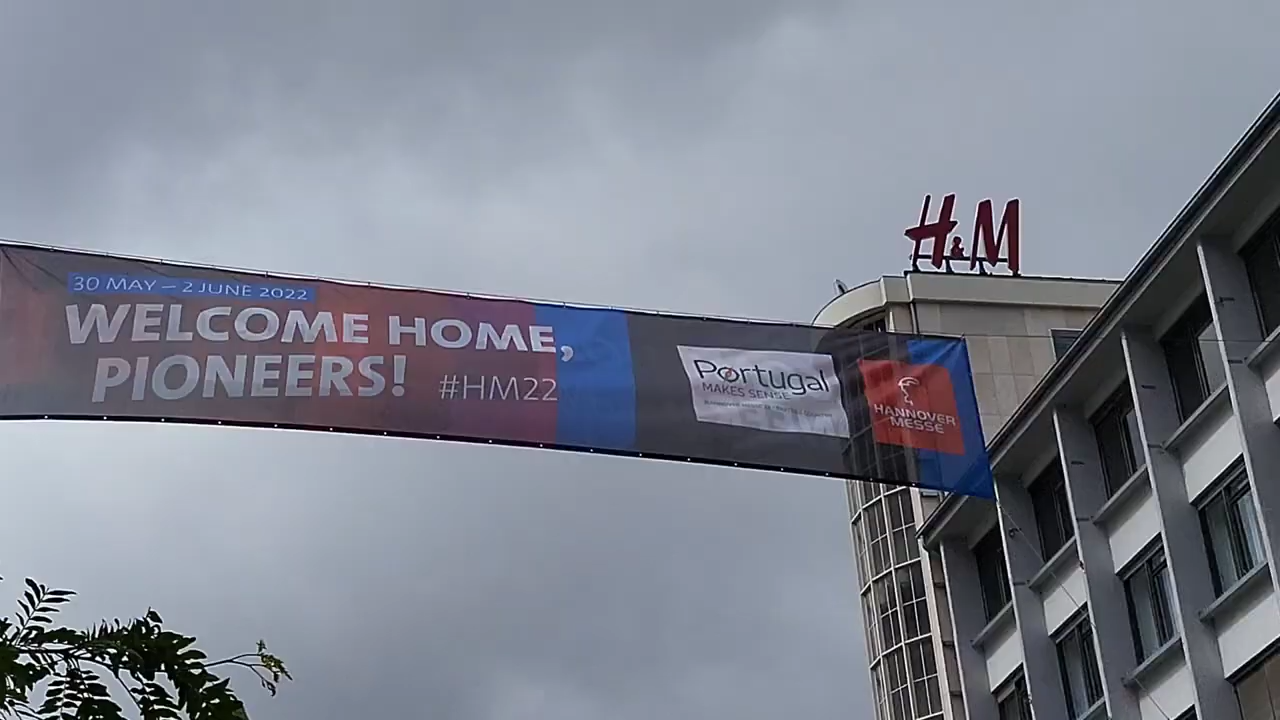 H&M
30 MAY – 2 JUNE 2022
WELCOME HOME,
PIONEERS!
#HM22
Portugal
MAKES SENSE
HANNOVER
MESSE